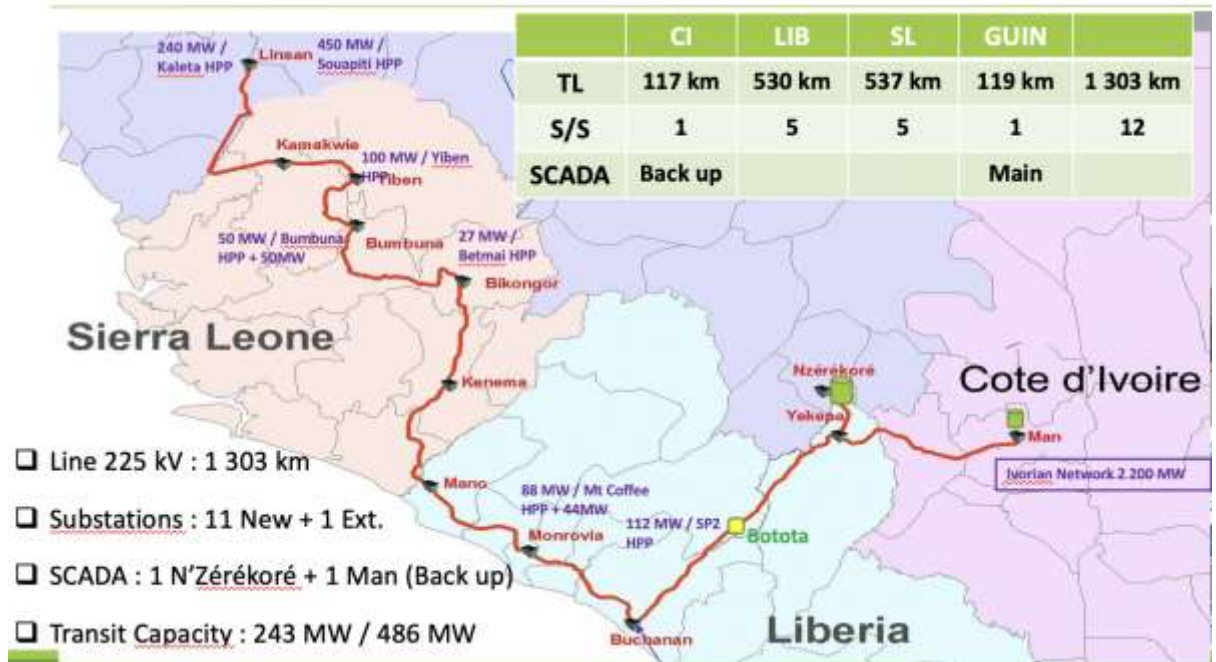 CI LIB SL GUIN
TL 117 km 530 km 537 km 119 km 1 303 km
S/S 1 5 5 1 12
SCADA Back up Main
240 MW /
Kaleta HPP
Linsan
450 MW /
Souapiti HPP
Kamakwie
100 MW / Yiben
HPP
Yiben
50 MW / Bumbuna
HPP + 50MW
Bumbuna
27 MW /
Betmai HPP
Bikongor
Sierra Leone
Kenema
Nzérékoré
Cote d'Ivoire
Yekepa
Man
Ivorian Network 2 200 MW
Mano
88 MW / Mt Coffee
HPP + 44MW
112 MW / SP2
HPP
Botota
Monrovia
Buchanan
Liberia
❑ Line 225 kV : 1 303 km
❑ Substations : 11 New + 1 Ext.
❑ SCADA : 1 N'Zérékoré + 1 Man (Back up)
❑ Transit Capacity : 243 MW / 486 MW